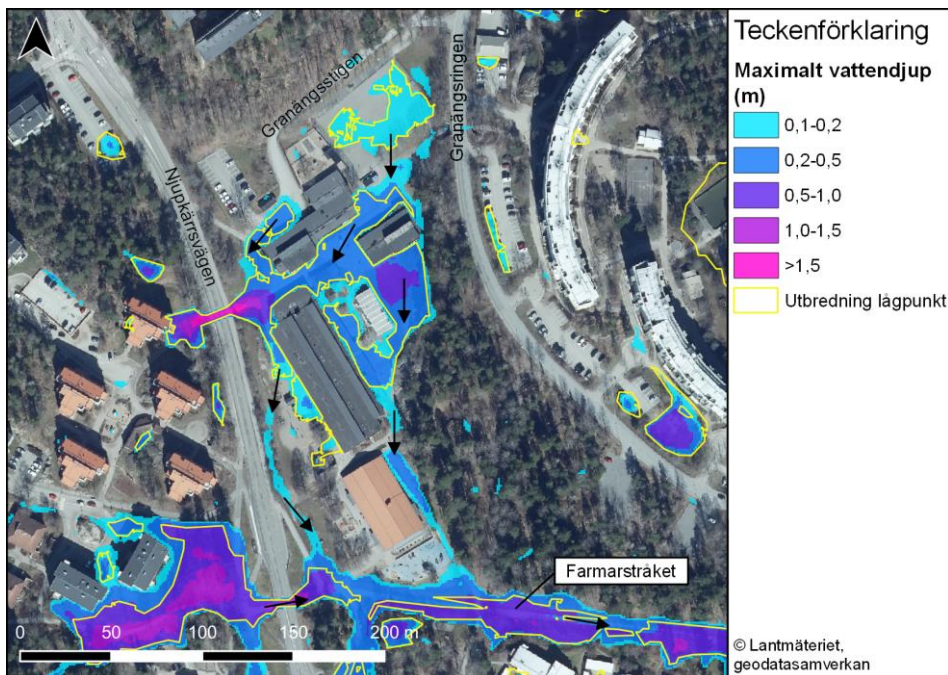 Granängsstigen
Granängsringen
Njupkärrsvägen
Farmarstråket
0 50 100 150 200 m
Teckenförklaring
Maximalt vattendjup
(m)
0,1-0,2
0,2-0,5
0,5-1,0
1,0-1,5
>1,5
Utbredning lågpunkt
© Lantmäteriet,
geodatasamverkan